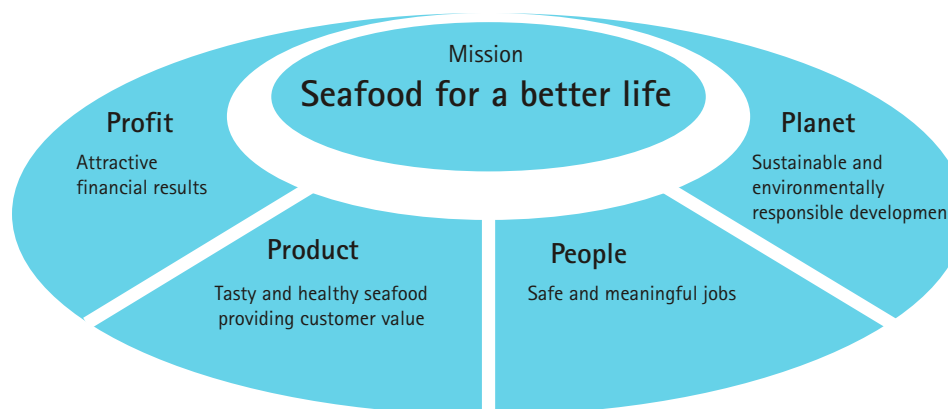 Mission
Seafood for a better life
Profit
Attractive
financial results
Product
Tasty and healthy seafood
providing customer value
People
Safe and meaningful jobs
Planet
Sustainable and
environmentally
responsible developmen